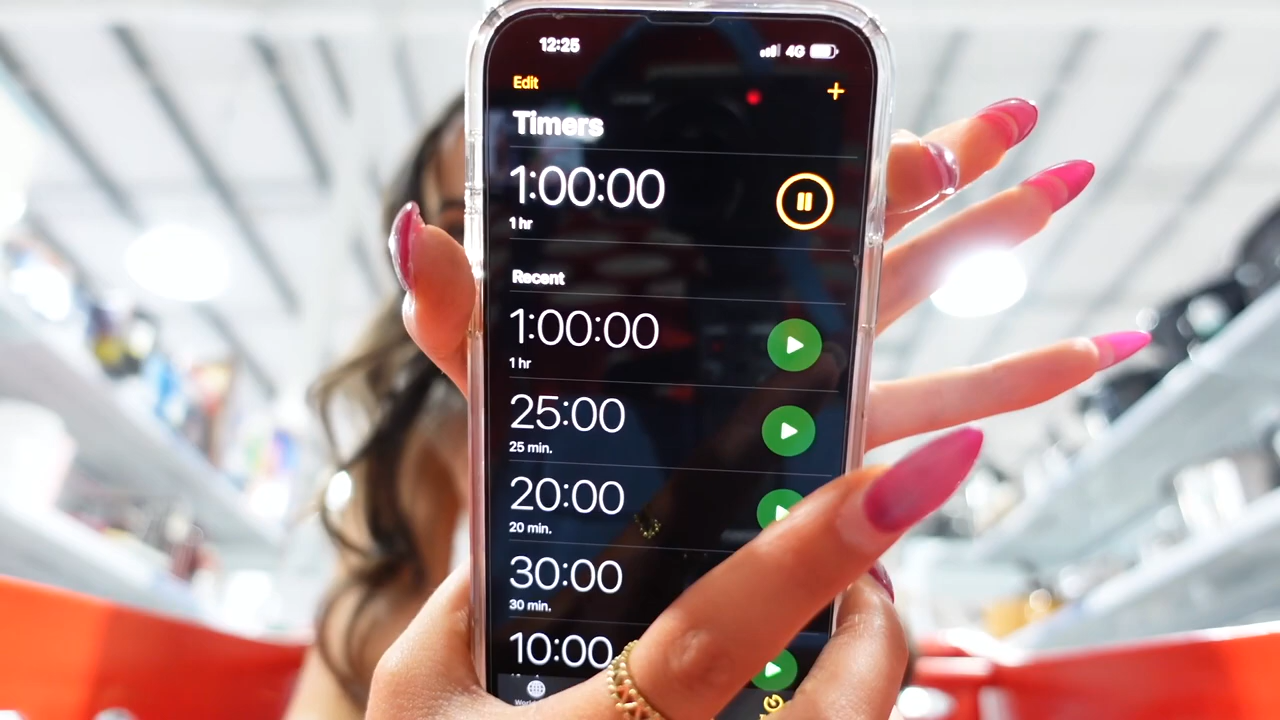 12:25 4G
Edit +
Timers
1:00:00
1 hr
Recent
1:00:00
1 hr
25:00
25 min.
20:00
20 min.
30:00
30 min.
10:00